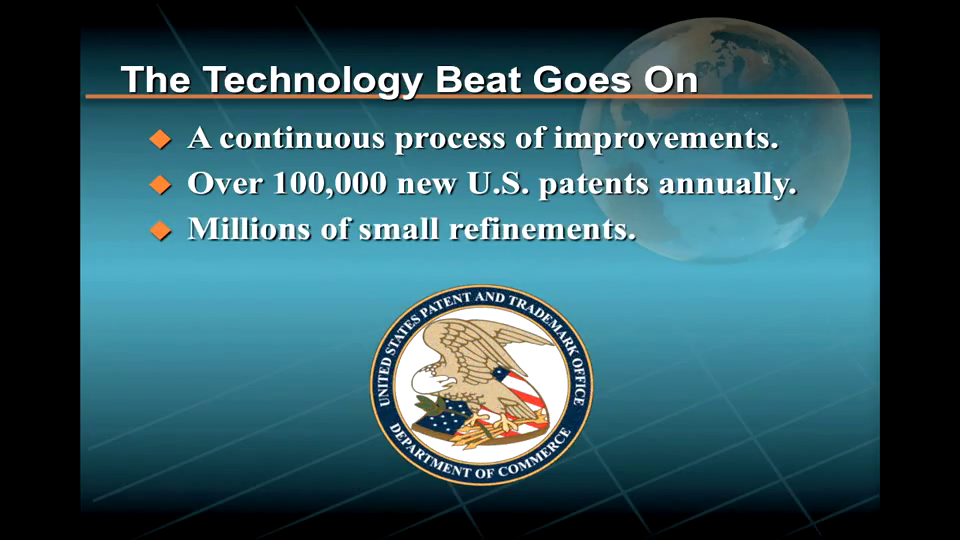 The Technology Beat Goes On
A continuous process of improvements.
Over 100,000 new U.S. patents annually.
Millions of small refinements.
UNITED STATES PATENT AND TRADEMARK OFFICE
DEPARTMENT OF COMMERCE